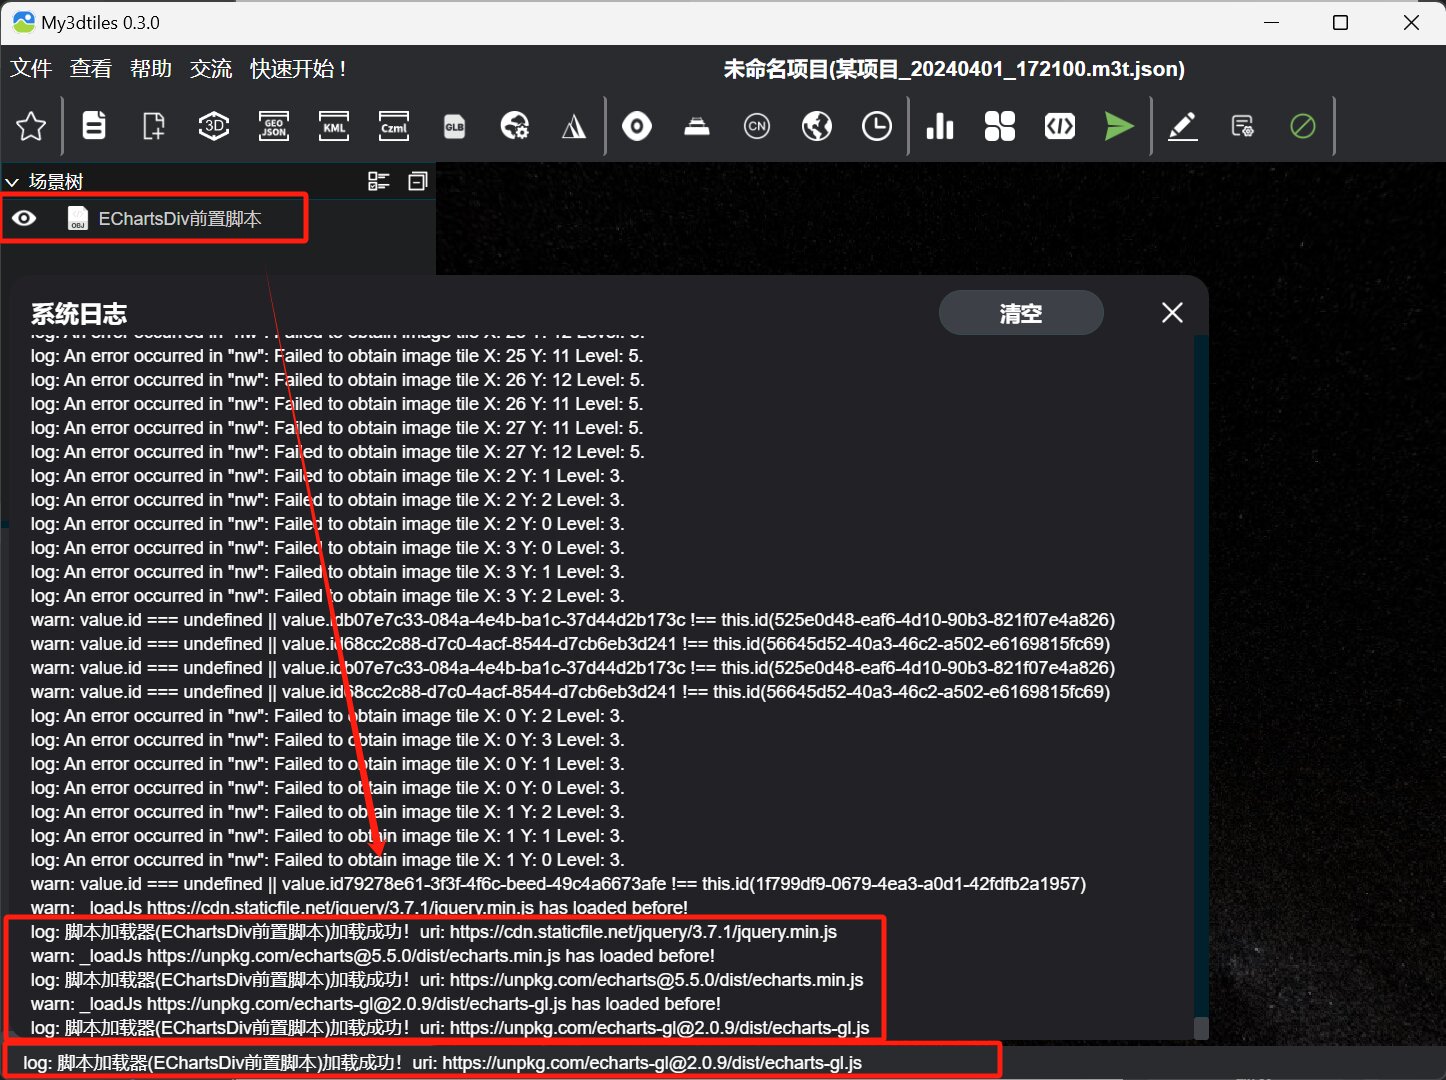 My3dtiles 0.3.0
文件 查看 帮助 交流 快速开始！
未命名项目(某项目_20240401_172100.m3t.json)
3D
GEO JSON
KML
Czml
GLB
CN
场景树
OBJ EChartsDiv前置脚本
系统日志
清空
log: An error occurred in "nw": Failed to obtain image tile X: 25 Y: 12 Level: 5.
log: An error occurred in "nw": Failed to obtain image tile X: 25 Y: 11 Level: 5.
log: An error occurred in "nw": Failed to obtain image tile X: 26 Y: 12 Level: 5.
log: An error occurred in "nw": Failed to obtain image tile X: 26 Y: 11 Level: 5.
log: An error occurred in "nw": Failed to obtain image tile X: 27 Y: 11 Level: 5.
log: An error occurred in "nw": Failed to obtain image tile X: 27 Y: 12 Level: 5.
log: An error occurred in "nw": Failed to obtain image tile X: 2 Y: 1 Level: 3.
log: An error occurred in "nw": Failed to obtain image tile X: 2 Y: 2 Level: 3.
log: An error occurred in "nw": Failed to obtain image tile X: 2 Y: 0 Level: 3.
log: An error occurred in "nw": Failed to obtain image tile X: 3 Y: 0 Level: 3.
log: An error occurred in "nw": Failed to obtain image tile X: 3 Y: 1 Level: 3.
log: An error occurred in "nw": Failed to obtain image tile X: 3 Y: 2 Level: 3.
warn: value.id === undefined || value.idb07e7c33-084a-4e4b-ba1c-37d44d2b173c !== this.id(525e0d48-eaf6-4d10-90b3-821f07e4a826)
warn: value.id === undefined || value.id68cc2c88-d7c0-4acf-8544-d7cb6eb3d241 !== this.id(56645d52-40a3-46c2-a502-e6169815fc69)
warn: value.id === undefined || value.idb07e7c33-084a-4e4b-ba1c-37d44d2b173c !== this.id(525e0d48-eaf6-4d10-90b3-821f07e4a826)
warn: value.id === undefined || value.id68cc2c88-d7c0-4acf-8544-d7cb6eb3d241 !== this.id(56645d52-40a3-46c2-a502-e6169815fc69)
log: An error occurred in "nw": Failed to obtain image tile X: 0 Y: 2 Level: 3.
log: An error occurred in "nw": Failed to obtain image tile X: 0 Y: 3 Level: 3.
log: An error occurred in "nw": Failed to obtain image tile X: 0 Y: 1 Level: 3.
log: An error occurred in "nw": Failed to obtain image tile X: 0 Y: 0 Level: 3.
log: An error occurred in "nw": Failed to obtain image tile X: 1 Y: 2 Level: 3.
log: An error occurred in "nw": Failed to obtain image tile X: 1 Y: 1 Level: 3.
log: An error occurred in "nw": Failed to obtain image tile X: 1 Y: 0 Level: 3.
warn: value.id === undefined || value.id79278e61-3f3f-4f6c-beed-49c4a6673afe !== this.id(1f799df9-0679-4ea3-a0d1-42fdfb2a1957)
warn: _loadJs https://cdn.staticfile.net/jquery/3.7.1/jquery.min.js has loaded before!
log: 脚本加载器(EChartsDiv前置脚本)加载成功！uri: https://cdn.staticfile.net/jquery/3.7.1/jquery.min.js
warn: _loadJs https://unpkg.com/echarts@5.5.0/dist/echarts.min.js has loaded before!
log: 脚本加载器(EChartsDiv前置脚本)加载成功！uri: https://unpkg.com/echarts@5.5.0/dist/echarts.min.js
warn: _loadJs https://unpkg.com/echarts-gl@2.0.9/dist/echarts-gl.js has loaded before!
log: 脚本加载器(EChartsDiv前置脚本)加载成功！uri: https://unpkg.com/echarts-gl@2.0.9/dist/echarts-gl.js
log: 脚本加载器(EChartsDiv前置脚本)加载成功！uri: https://unpkg.com/echarts-gl@2.0.9/dist/echarts-gl.js